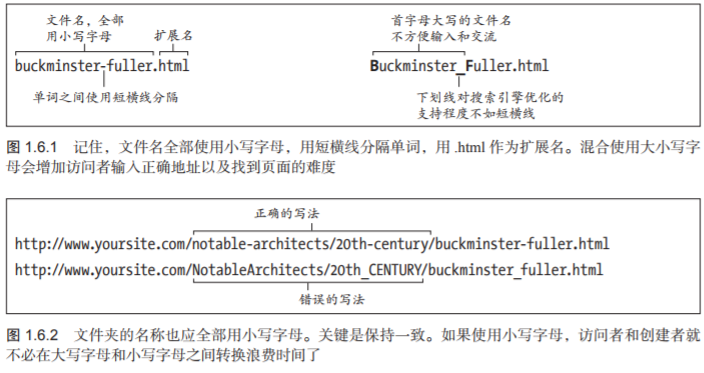 文件名，全部
用小写字母
扩展名
首字母大写的文件名
不方便输入和交流
buckminster-fuller.html
Buckminster_Fuller.html
单词之间使用短横线分隔
下划线对搜索引擎优化的
支持程度不如短横线
图 1.6.1 记住，文件名全部使用小写字母，用短横线分隔单词，用 .html 作为扩展名。混合使用大小写字
母会增加访问者输入正确地址以及找到页面的难度
正确的写法
http://www.yoursite.com/notable-architects/20th-century/buckminster-fuller.html
http://www.yoursite.com/NotableArchitects/20th_CENTURY/buckminster_fuller.html
错误的写法
图 1.6.2 文件夹的名称也应全部用小写字母。关键是保持一致。如果使用小写字母，访问者和创建者就
不必在大写字母和小写字母之间转换浪费时间了